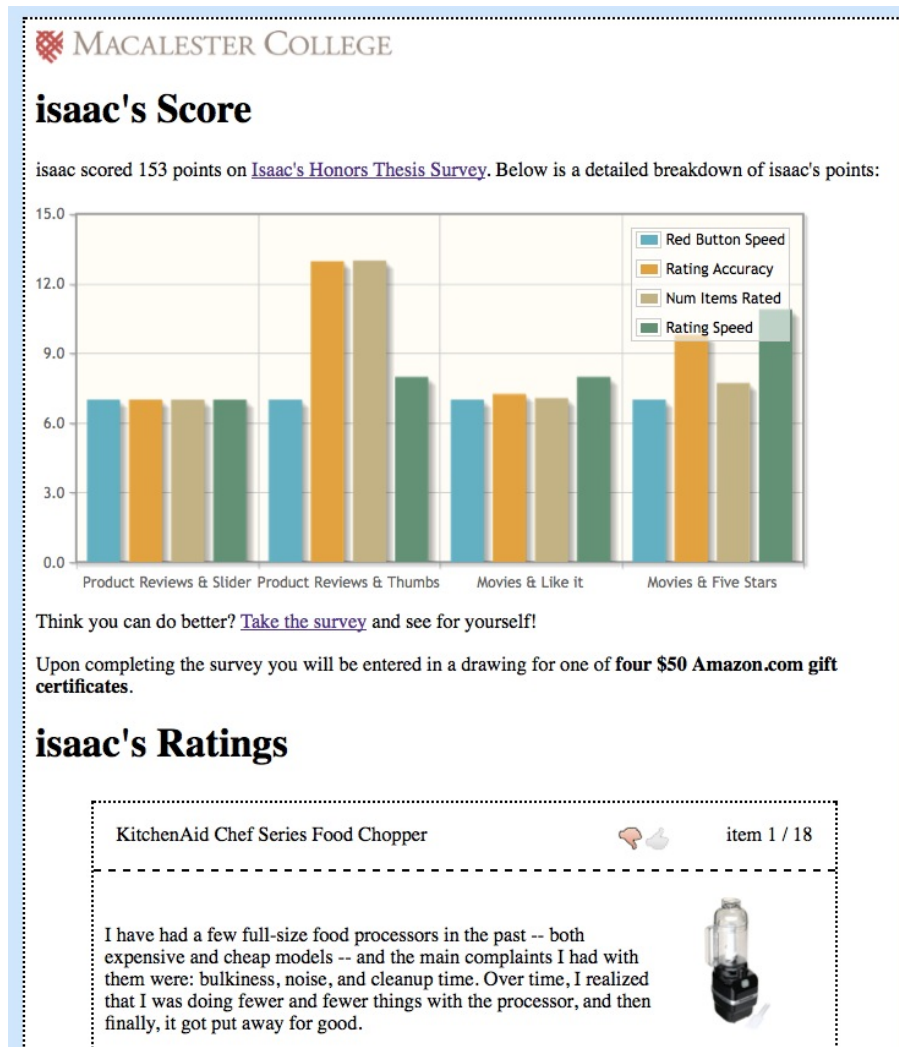 MACALESTER COLLEGE
isaac's Score
isaac scored 153 points on Isaac's Honors Thesis Survey. Below is a detailed breakdown of isaac's points:
15.0
12.0
9.0
6.0
3.0
0.0
Red Button Speed
Rating Accuracy
Num Items Rated
Rating Speed
Product Reviews & Slider
Product Reviews & Thumbs
Movies & Like it
Movies & Five Stars
Think you can do better? Take the survey and see for yourself!
Upon completing the survey you will be entered in a drawing for one of four $50 Amazon.com gift
certificates.
isaac's Ratings
KitchenAid Chef Series Food Chopper
item 1 / 18
I have had a few full-size food processors in the past -- both
expensive and cheap models -- and the main complaints I had with
them were: bulkiness, noise, and cleanup time. Over time, I realized
that I was doing fewer and fewer things with the processor, and then
finally, it got put away for good.